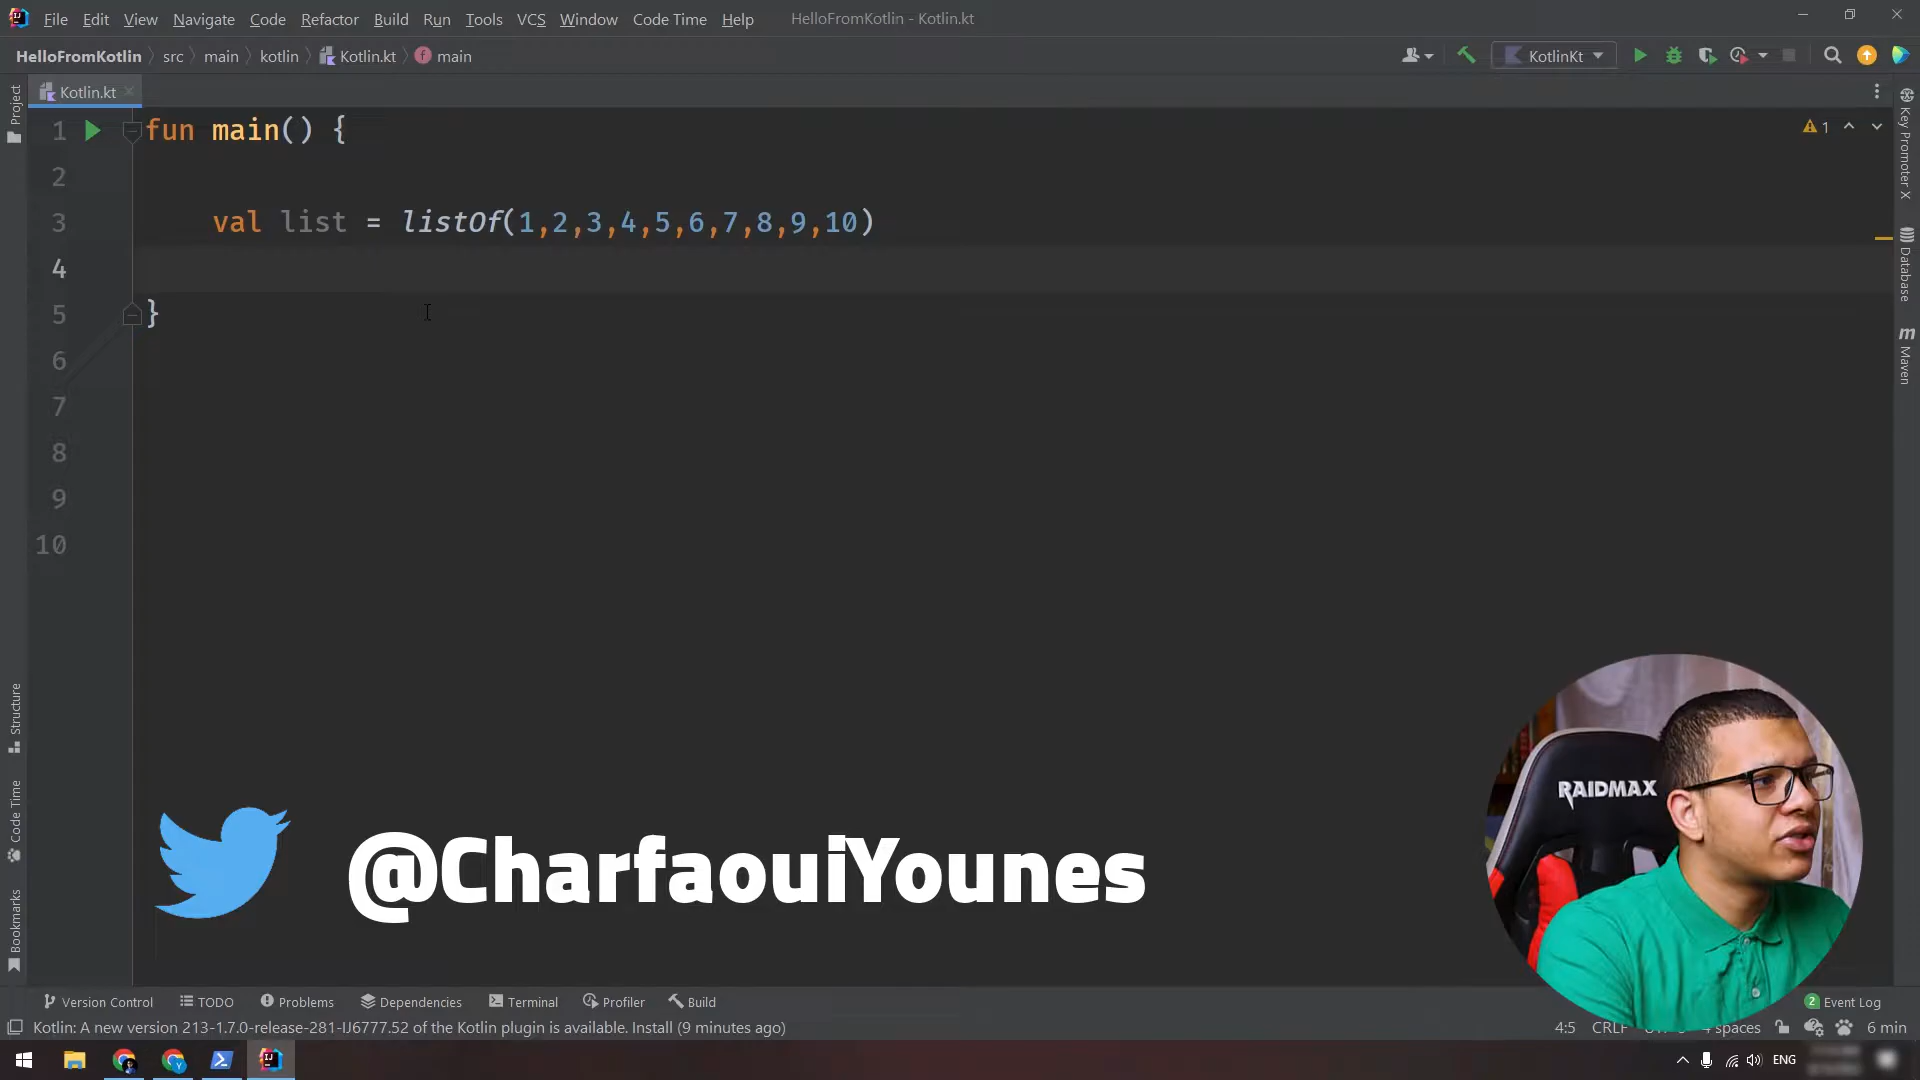 File Edit View Navigate Code Refactor Build Run Tools VCS Window Code Time Help HelloFromKotlin - Kotlin.kt
HelloFromKotlin src main kotlin Kotlin.kt main KotlinKt
Kotlin.kt
Project
1 fun main() {
1
2
3 val list = listOf(1,2,3,4,5,6,7,8,9,10)
4
5 }
6
7
8
9
10
Key Promoter X
Database
Maven
Structure
Code Time
Bookmarks
RAIDMAX
@CharfaouiYounes
Version Control TODO Problems Dependencies Terminal Profiler Build 2 Event Log
Kotlin: A new version 213-1.7.0-release-281-IJ6777.52 of the Kotlin plugin is available. Install (9 minutes ago) 4:5 CRLF spaces 6 min
ENG